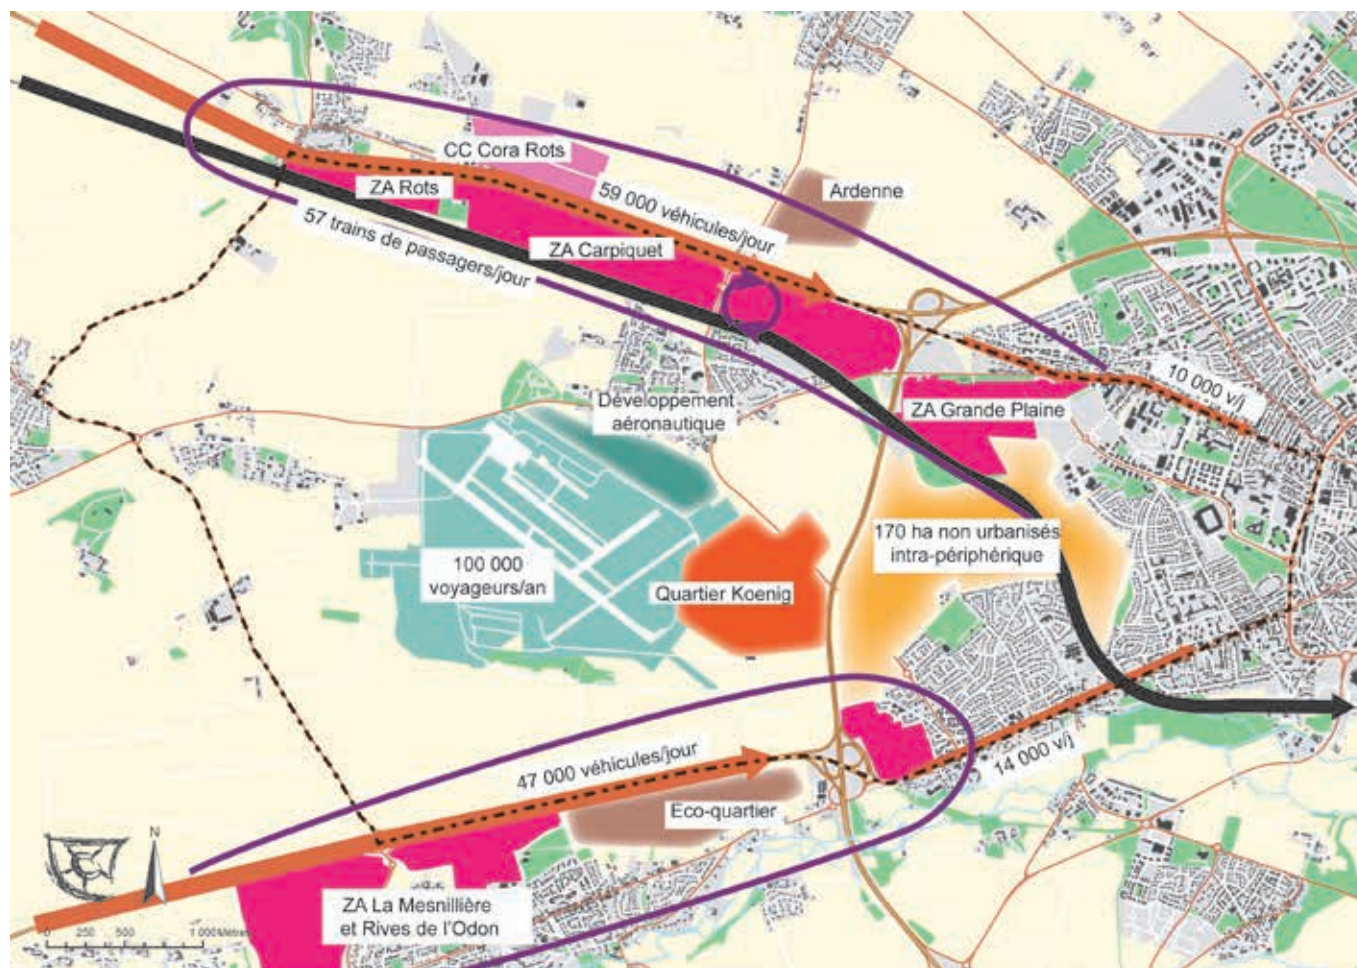 CC Cora Rots
ZA Rots
Ardenne
59 000 véhicules/jour
57 trains de passagers/jour
ZA Carpiquet
10 000 v/j
Développement
aéronautique
ZA Grande Plaine
170 ha non urbanisés
intra-périphérique
100 000
voyageurs/an
Quartier Koenig
47 000 véhicules/jour
14 000 v/j
Eco-quartier
N
ZA La Mesnillière
et Rives de l'Odon
0 250 500 1 000 Mètres